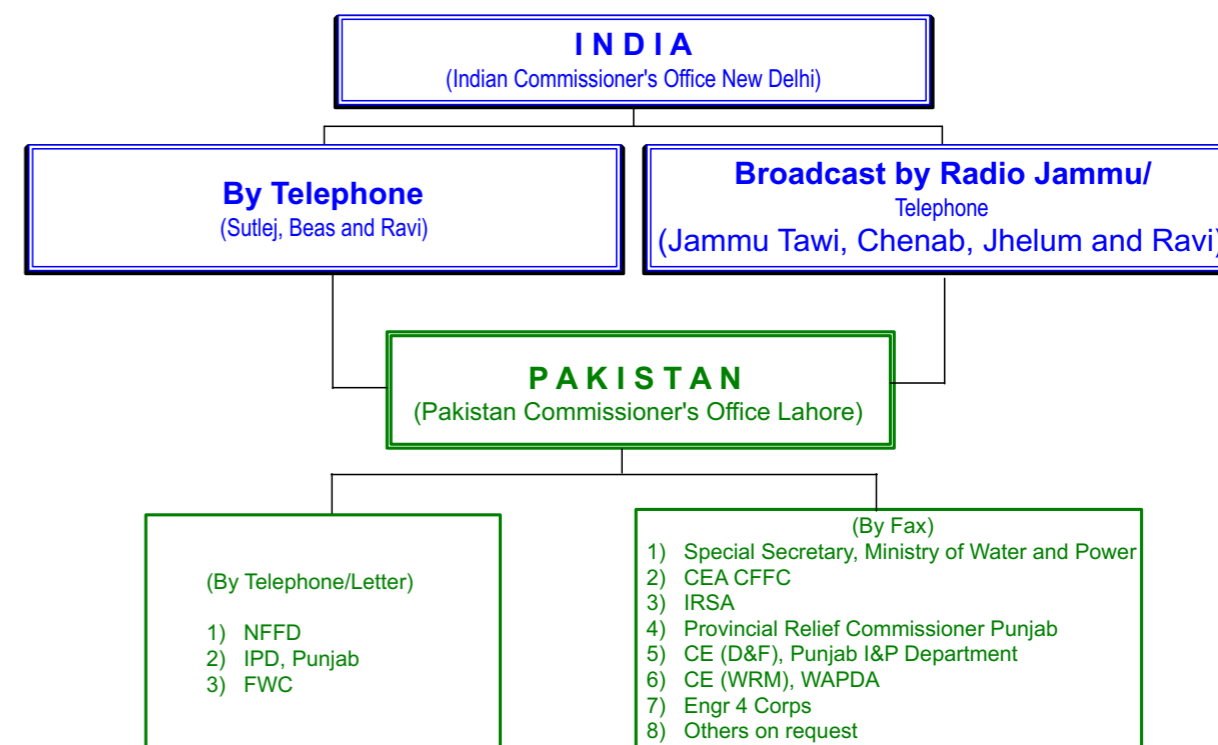 I N D I A
(Indian Commissioner's Office New Delhi)
By Telephone
(Sutlej, Beas and Ravi)
Broadcast by Radio Jammu/
Telephone
(Jammu Tawi, Chenab, Jhelum and Ravi)
P A K I S T A N
(Pakistan Commissioner's Office Lahore)
(By Telephone/Letter)
1) NFFD
2) IPD, Punjab
3) FWC
(By Fax)
1) Special Secretary, Ministry of Water and Power
2) CEA CFFC
3) IRSA
4) Provincial Relief Commissioner Punjab
5) CE (D&F), Punjab I&P Department
6) CE (WRM), WAPDA
7) Engr 4 Corps
8) Others on request